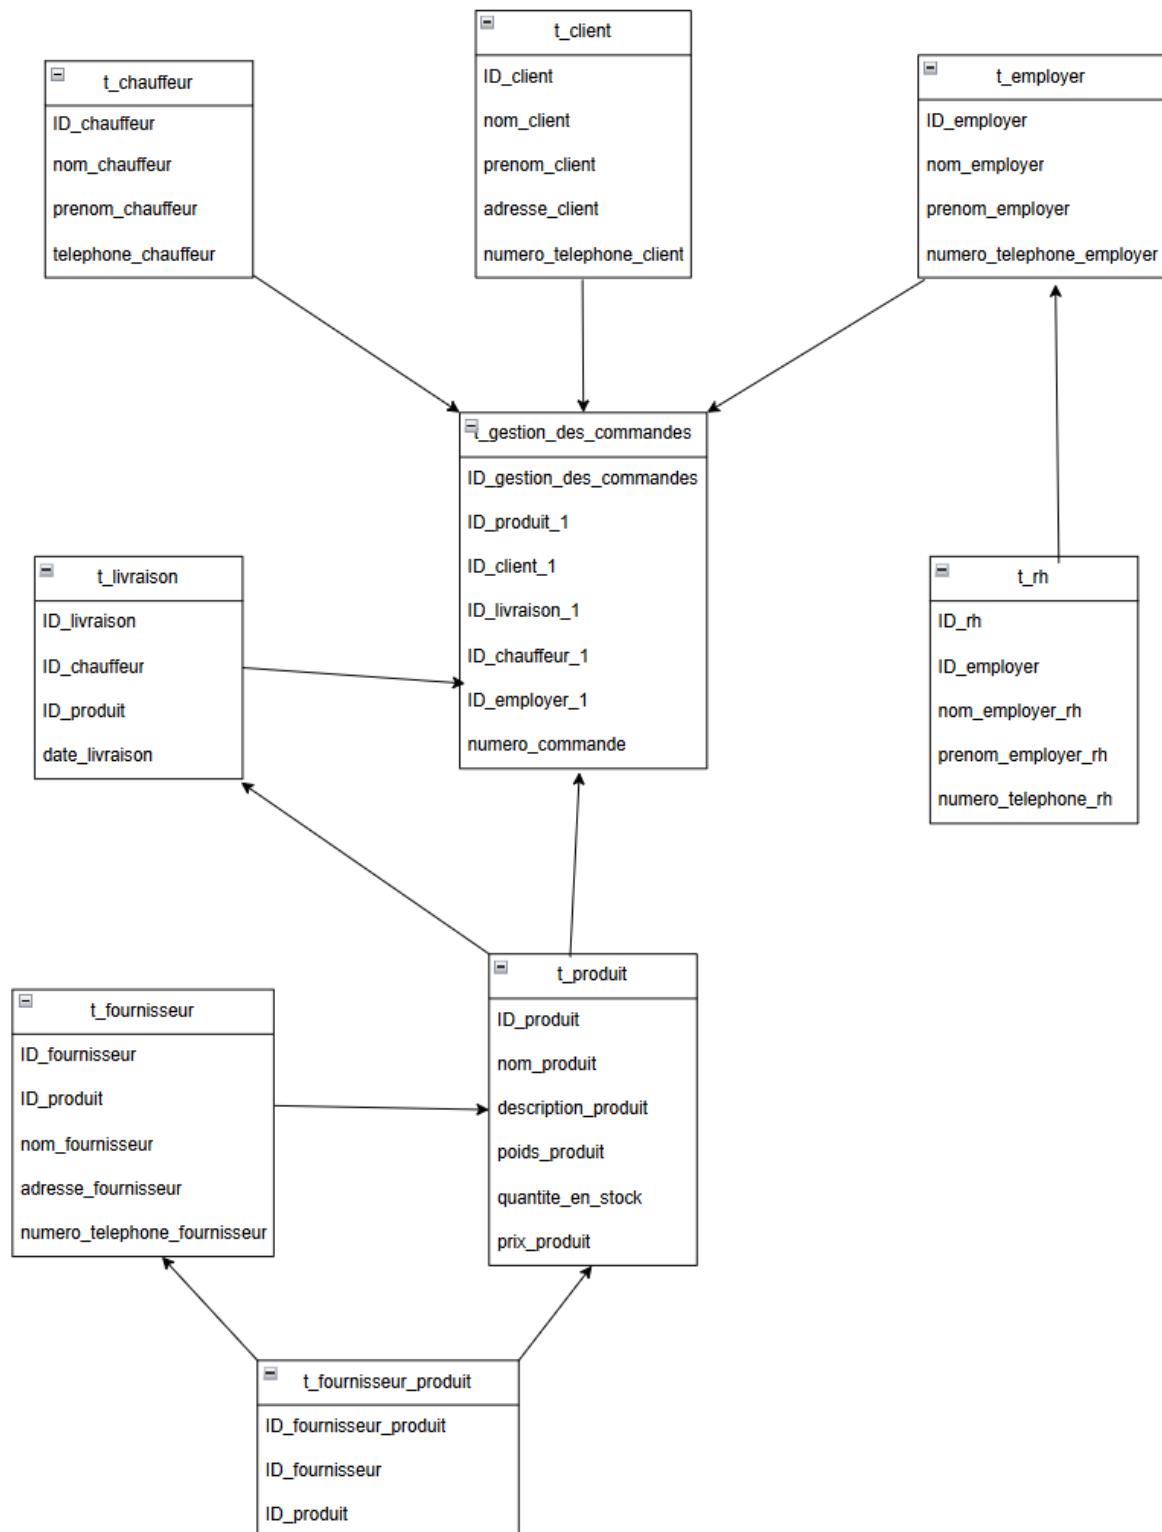 t_client
ID_client
nom_client
prenom_client
adresse_client
numero_telephone_client
t_chauffeur
ID_chauffeur
nom_chauffeur
prenom_chauffeur
telephone_chauffeur
t_employer
ID_employer
nom_employer
prenom_employer
numero_telephone_employer
t_gestion_des_commandes
ID_gestion_des_commandes
ID_produit_1
ID_client_1
ID_livraison_1
ID_chauffeur_1
ID_employer_1
numero_commande
t_livraison
ID_livraison
ID_chauffeur
ID_produit
date_livraison
t_rh
ID_rh
ID_employer
nom_employer_rh
prenom_employer_rh
numero_telephone_rh
t_produit
ID_produit
nom_produit
description_produit
poids_produit
quantite_en_stock
prix_produit
t_fournisseur
ID_fournisseur
ID_produit
nom_fournisseur
adresse_fournisseur
numero_telephone_fournisseur
t_fournisseur_produit
ID_fournisseur_produit
ID_fournisseur
ID_produit